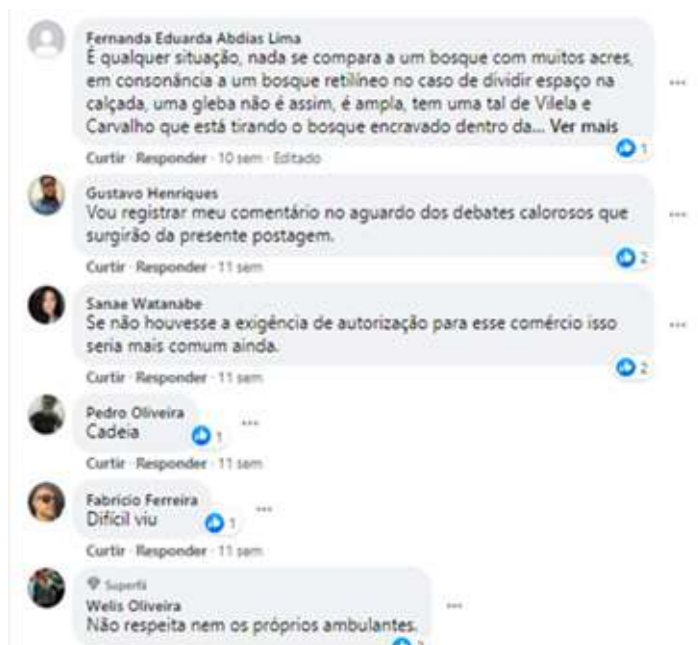 Fernanda Eduarda Abdias Lima
É qualquer situação, nada se compara a um bosque com muitos acres,
em consonância a um bosque retilíneo no caso de dividir espaço na
calçada, uma gleba não é assim, é ampla, tem uma tal de Vilela e
Carvalho que está tirando o bosque encravado dentro da... Ver mais
1
Curtir · Responder · 10 sem · Editado
Gustavo Henriques
Vou registrar meu comentário no aguardo dos debates calorosos que
surgirão da presente postagem.
2
Curtir · Responder · 11 sem
Sanae Watanabe
Se não houvesse a exigência de autorização para esse comércio isso
seria mais comum ainda.
2
Curtir · Responder · 11 sem
Pedro Oliveira
Cadeia
1
Curtir · Responder · 11 sem
Fabricio Ferreira
Difícil viu
1
Curtir · Responder · 11 sem
Superfã
Welis Oliveira
Não respeita nem os próprios ambulantes.